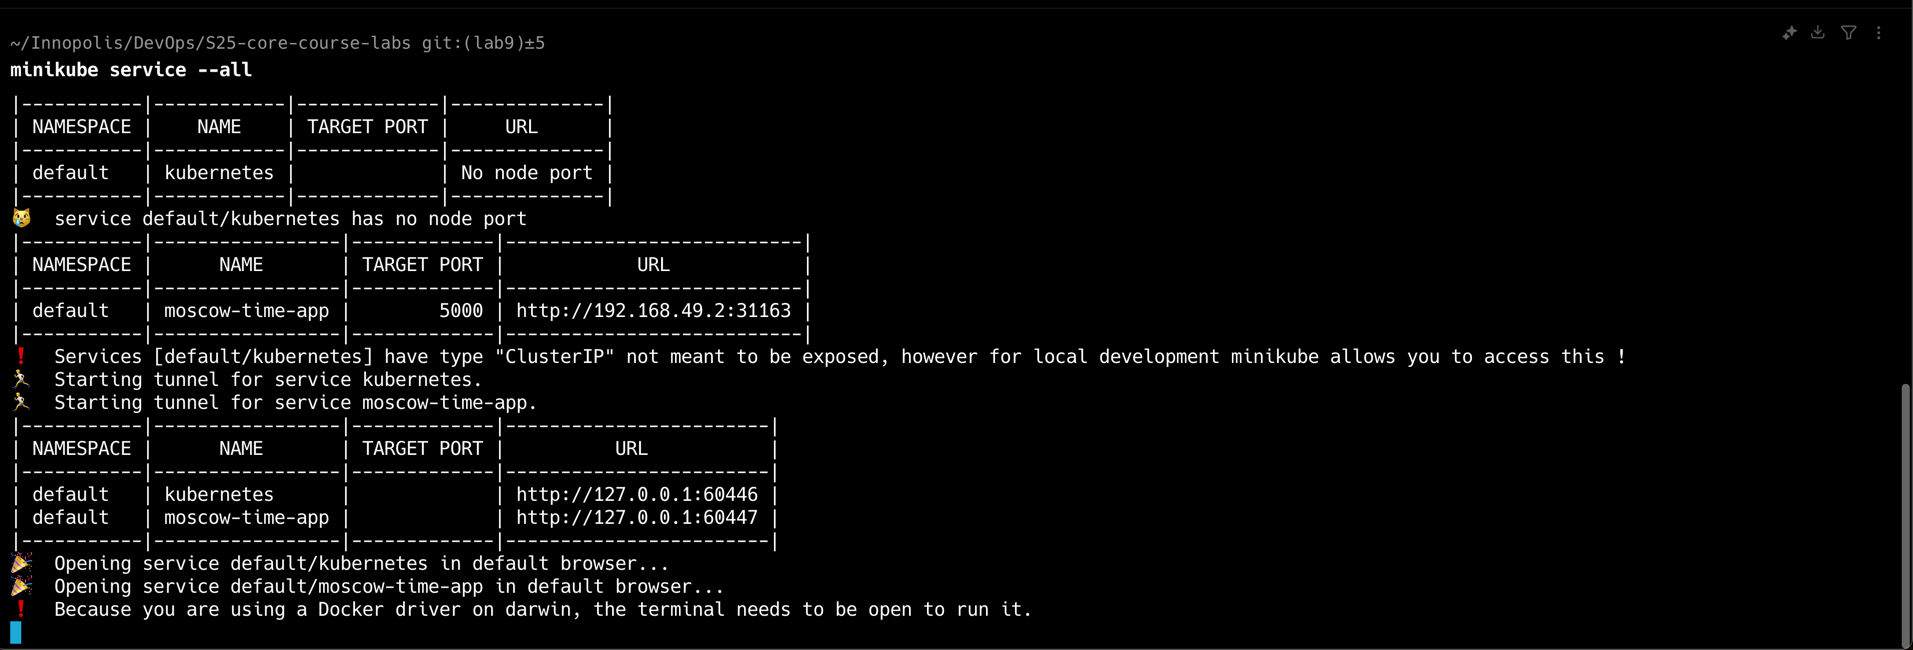 ~/Innopolis/DevOps/S25-core-course-labs git:(lab9)±5
minikube service --all
|-----------|------------|-------------|--------------|
| NAMESPACE |    NAME    | TARGET PORT |     URL      |
|-----------|------------|-------------|--------------|
| default   | kubernetes |             | No node port |
|-----------|------------|-------------|--------------|
😿  service default/kubernetes has no node port
|-----------|-----------------|-------------|---------------------------|
| NAMESPACE |      NAME       | TARGET PORT |            URL            |
|-----------|-----------------|-------------|---------------------------|
| default   | moscow-time-app |        5000 | http://192.168.49.2:31163 |
|-----------|-----------------|-------------|---------------------------|
❗  Services [default/kubernetes] have type "ClusterIP" not meant to be exposed, however for local development minikube allows you to access this !
🏃  Starting tunnel for service kubernetes.
🏃  Starting tunnel for service moscow-time-app.
|-----------|-----------------|-------------|------------------------|
| NAMESPACE |      NAME       | TARGET PORT |          URL           |
|-----------|-----------------|-------------|------------------------|
| default   | kubernetes      |             | http://127.0.0.1:60446 |
| default   | moscow-time-app |             | http://127.0.0.1:60447 |
|-----------|-----------------|-------------|------------------------|
🎉  Opening service default/kubernetes in default browser...
🎉  Opening service default/moscow-time-app in default browser...
❗  Because you are using a Docker driver on darwin, the terminal needs to be open to run it.